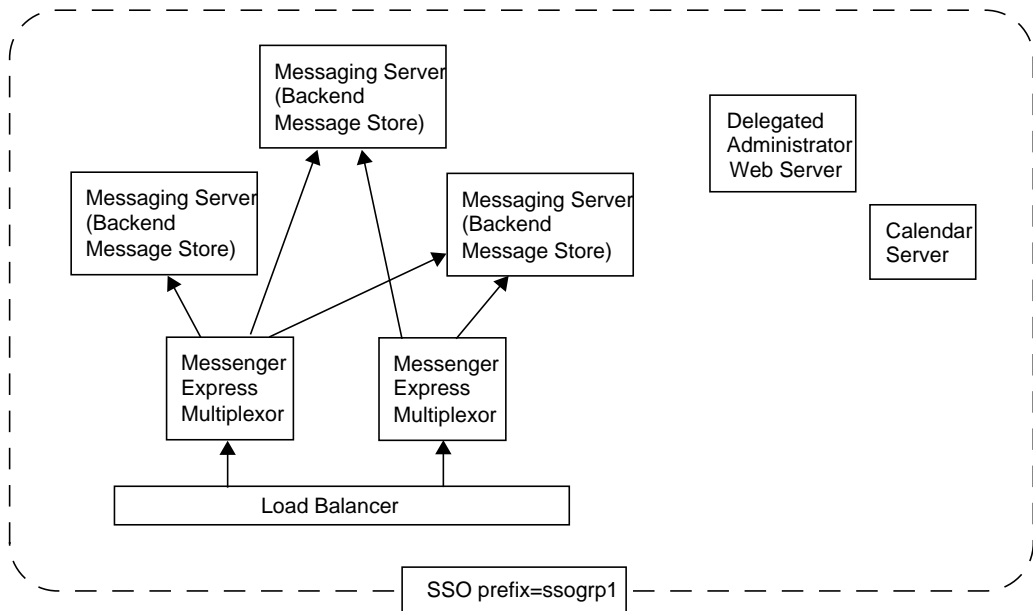 Messaging Server
(Backend
Message Store)
Delegated
Administrator
Web Server
Messaging Server
(Backend
Message Store)
Messaging Server
(Backend
Message Store)
Calendar
Server
Messenger
Express
Multiplexor
Messenger
Express
Multiplexor
Load Balancer
SSO prefix=ssogrp1